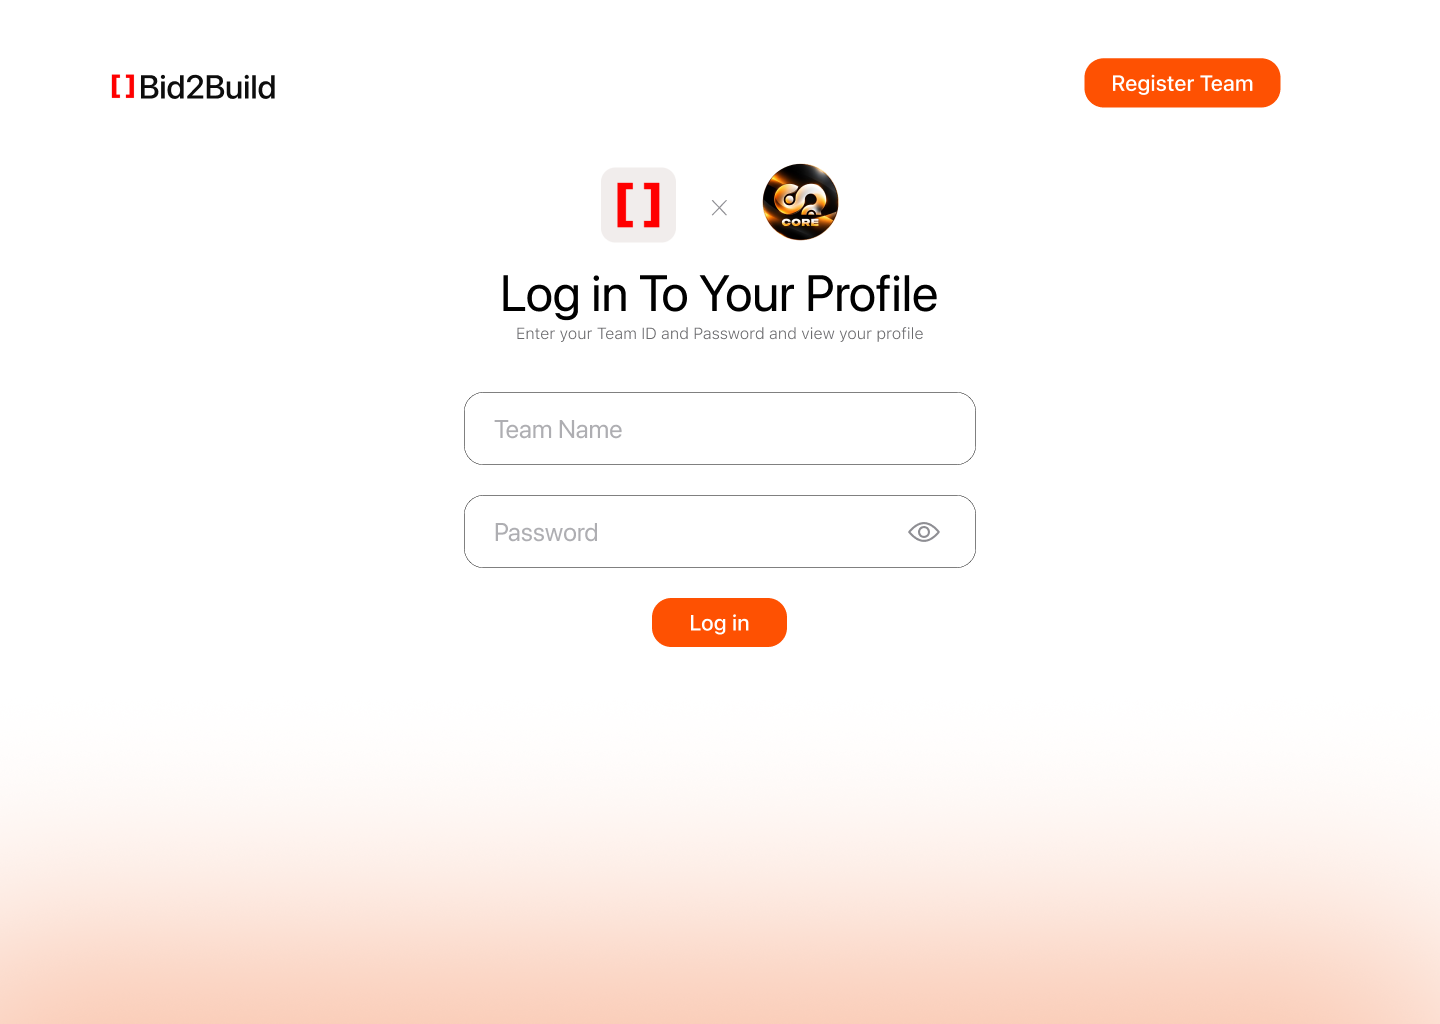 [ ] Bid2Build
Register Team
[ ]
CORE
Log in To Your Profile
Enter your Team ID and Password and view your profile
Team Name
Password
Log in